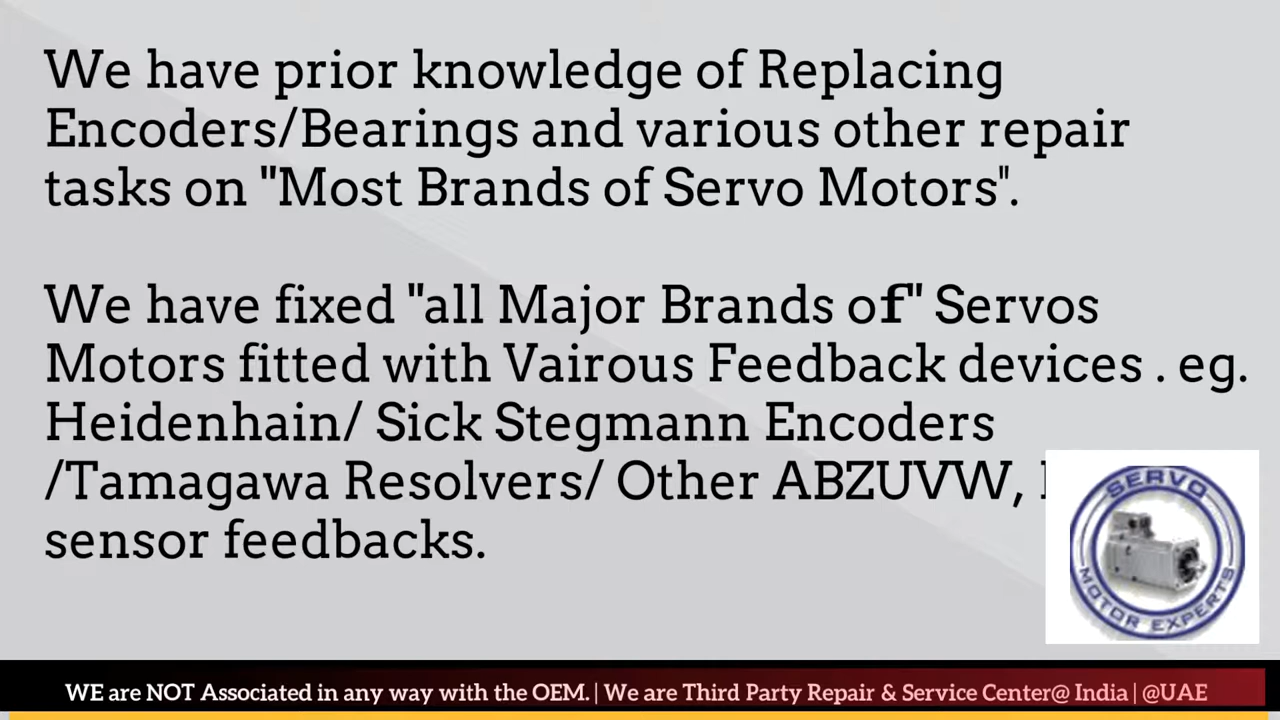 We have prior knowledge of Replacing
Encoders/Bearings and various other repair
tasks on "Most Brands of Servo Motors".
We have fixed "all Major Brands of" Servos
Motors fitted with Vairous Feedback devices . eg.
Heidenhain/ Sick Stegmann Encoders
/Tamagawa Resolvers/ Other ABZUVW,
sensor feedbacks.
SERVO
MOTOR EXPERTS
WE are NOT Associated in any way with the OEM. | We are Third Party Repair & Service Center@ India | @UAE